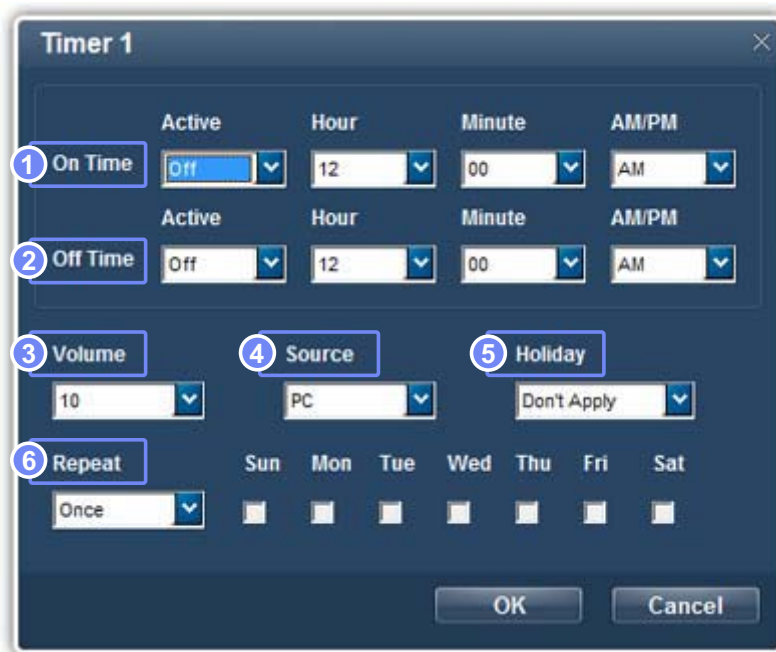 Timer 1
Active Hour Minute AM/PM
1 On Time Off 12 00 AM
Active Hour Minute AM/PM
2 Off Time Off 12 00 AM
3 Volume 4 Source 5 Holiday
10 PC Don't Apply
6 Repeat Sun Mon Tue Wed Thu Fri Sat
Once
OK Cancel